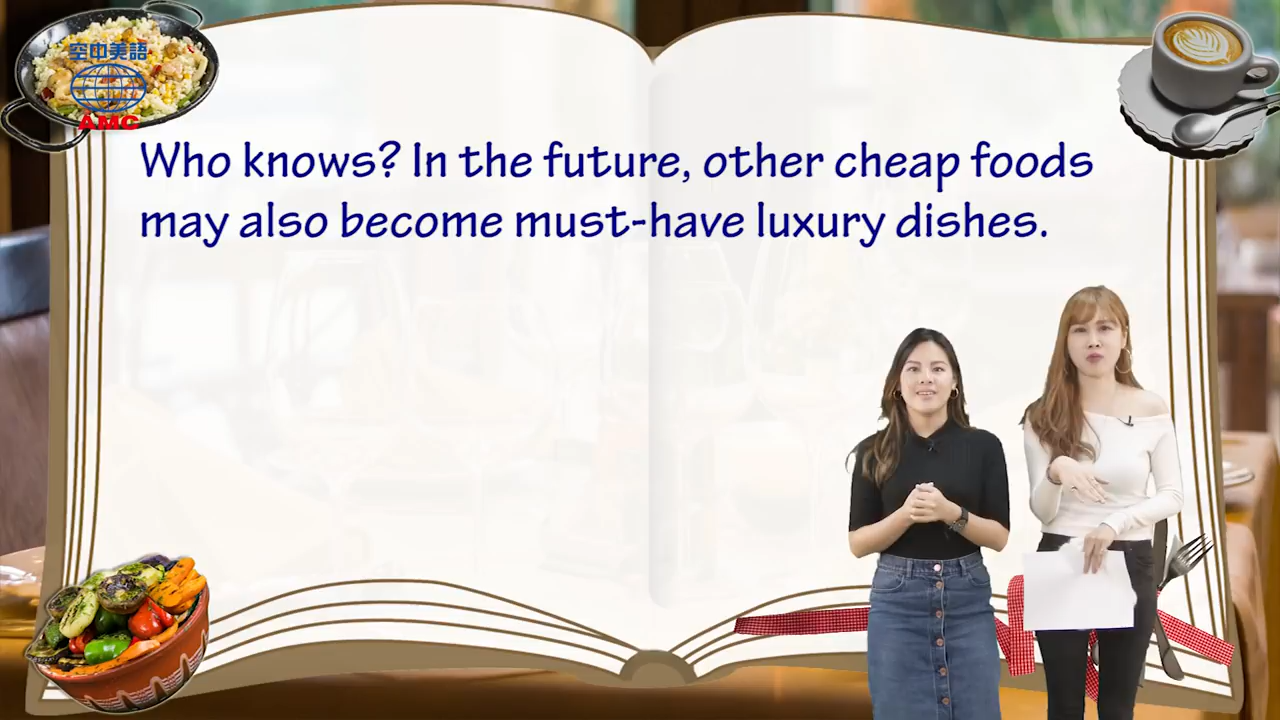 空中美語
AMC
Who knows? In the future, other cheap foods
may also become must-have luxury dishes.